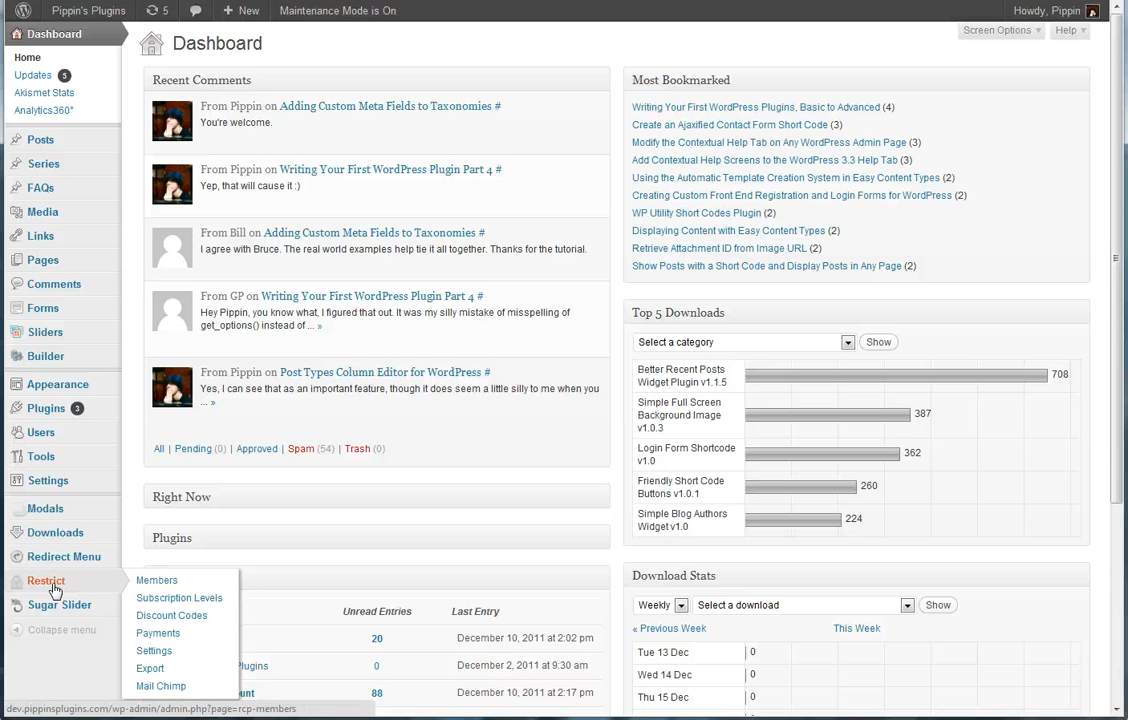 Pippin's Plugins 5 New Maintenance Mode is On Howdy, Pippin
Dashboard
Home
Updates 5
Akismet Stats
Analytics360°
Posts
Series
FAQs
Media
Links
Pages
Comments
Forms
Sliders
Builder
Appearance
Plugins 3
Users
Tools
Settings
Modals
Downloads
Redirect Menu
Restrict
Sugar Slider
Collapse menu
Members
Subscription Levels
Discount Codes
Payments
Settings
Export
Mail Chimp
Dashboard
Screen Options Help
Recent Comments
From Pippin on Adding Custom Meta Fields to Taxonomies #
You're welcome.
From Pippin on Writing Your First WordPress Plugin Part 4 #
Yep, that will cause it :)
From Bill on Adding Custom Meta Fields to Taxonomies #
I agree with Bruce. The real world examples help tie it all together. Thanks for the tutorial.
From GP on Writing Your First WordPress Plugin Part 4 #
Hey Pippin, you know what, I figured that out. It was my silly mistake of misspelling of
get_options() instead of ... »
From Pippin on Post Types Column Editor for WordPress #
Yes, I can see that as an important feature, though it does seem a little silly to me when you
... »
All | Pending (0) | Approved | Spam (54) | Trash (0)
Right Now
Plugins
Unread Entries Last Entry
20 December 10, 2011 at 2:02 pm
Plugins 0 December 2, 2011 at 9:30 am
88 December 10, 2011 at 2:17 pm
Most Bookmarked
Writing Your First WordPress Plugins, Basic to Advanced (4)
Create an Ajaxified Contact Form Short Code (3)
Modify the Contextual Help Tab on Any WordPress Admin Page (3)
Add Contextual Help Screens to the WordPress 3.3 Help Tab (3)
Using the Automatic Template Creation System in Easy Content Types (2)
Creating Custom Front End Registration and Login Forms for WordPress (2)
WP Utility Short Codes Plugin (2)
Displaying Content with Easy Content Types (2)
Retrieve Attachment ID from Image URL (2)
Show Posts with a Short Code and Display Posts in Any Page (2)
Top 5 Downloads
Select a category Show
Better Recent Posts
Widget Plugin v1.1.5
708
Simple Full Screen
Background Image
v1.0.3
387
Login Form Shortcode
v1.0
362
Friendly Short Code
Buttons v1.0.1
260
Simple Blog Authors
Widget v1.0
224
Download Stats
Weekly Select a download Show
« Previous Week This Week
Tue 13 Dec 0
Wed 14 Dec 0
Thu 15 Dec 0
dev.pippinsplugins.com/wp-admin/admin.php?page=rcp-members